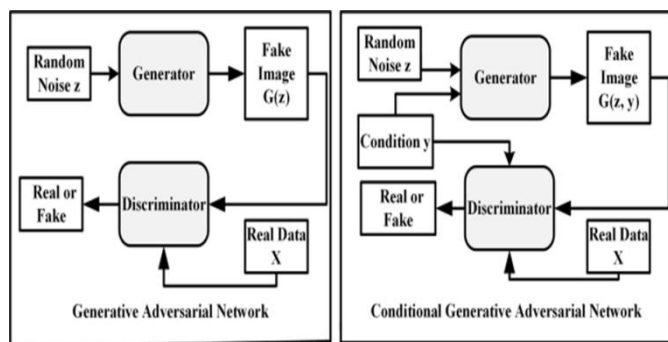 Random
Noise z
Generator
Fake
Image
G(z)
Real or
Fake
Discriminator
Real Data
X
Generative Adversarial Network
Random
Noise z
Generator
Fake
Image
G(z, y)
Condition y
Real or
Fake
Discriminator
Real Data
X
Conditional Generative Adversarial Network